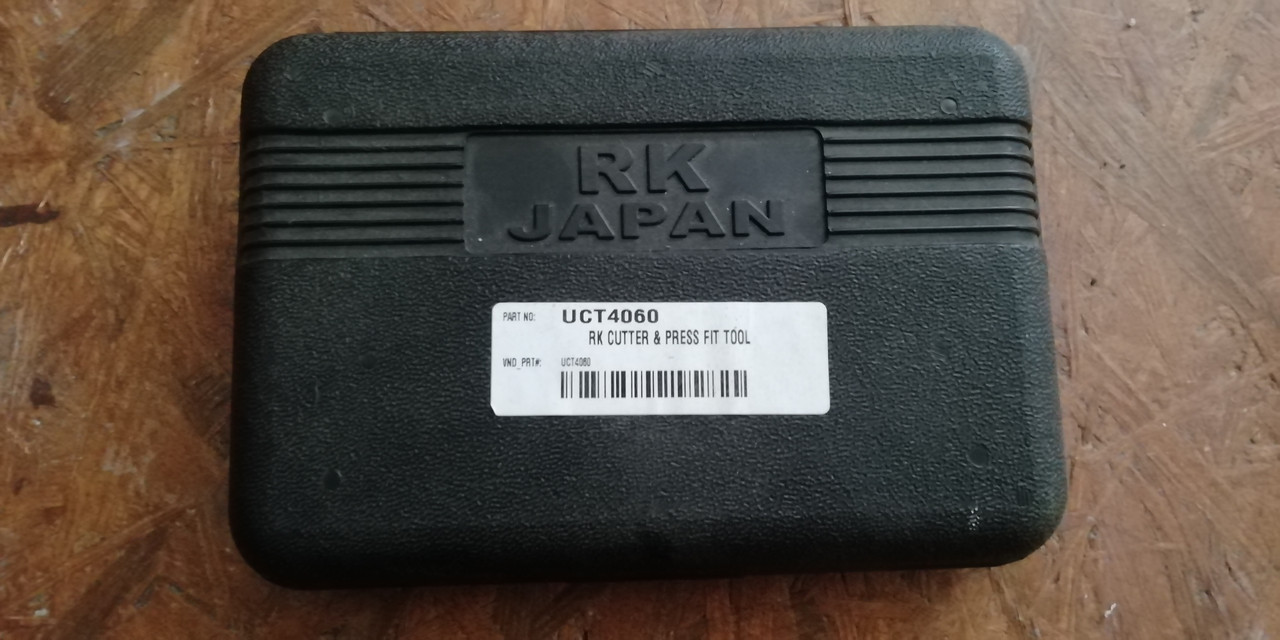 RK
JAPAN
PART NO: UCT4060
RK CUTTER & PRESS FIT TOOL
VND_PRT#: UCT4060